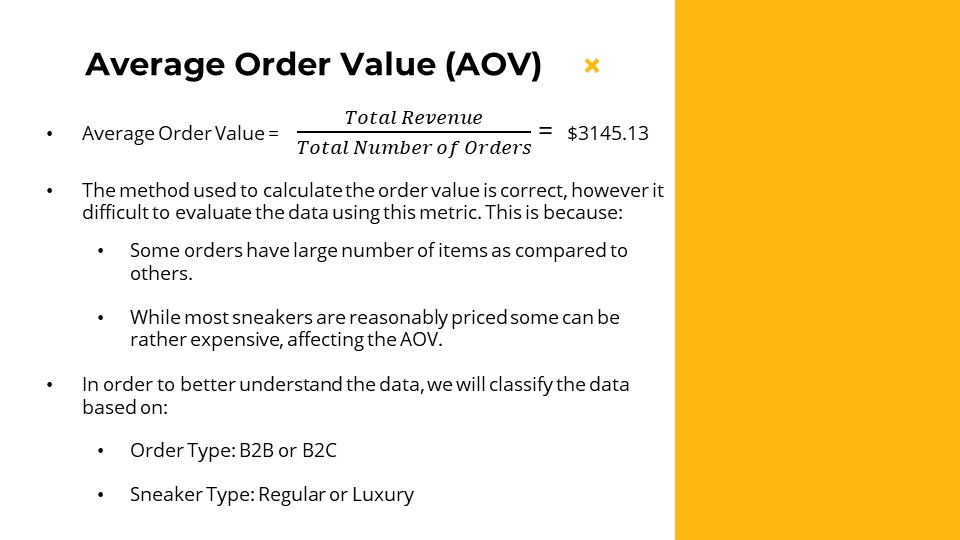 Average Order Value (AOV) ×
• Average Order Value = Total Revenue / Total Number of Orders = $3145.13
• The method used to calculate the order value is correct, however it
difficult to evaluate the data using this metric. This is because:
• Some orders have large number of items as compared to
others.
• While most sneakers are reasonably priced some can be
rather expensive, affecting the AOV.
• In order to better understand the data, we will classify the data
based on:
• Order Type: B2B or B2C
• Sneaker Type: Regular or Luxury